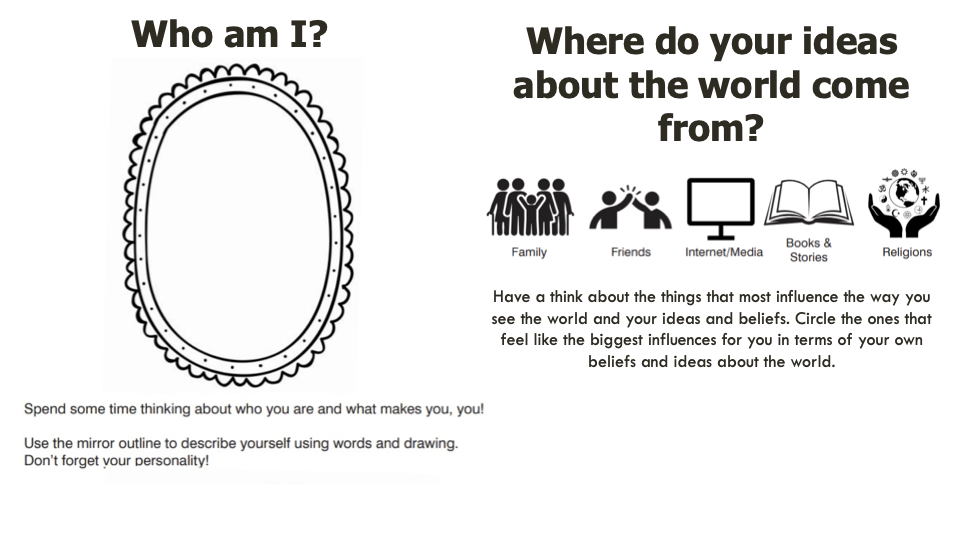 Who am I?
Spend some time thinking about who you are and what makes you, you!
Use the mirror outline to describe yourself using words and drawing.
Don't forget your personality!
Where do your ideas
about the world come
from?
Family
Friends
Internet/Media
Books &
Stories
Religions
Have a think about the things that most influence the way you
see the world and your ideas and beliefs. Circle the ones that
feel like the biggest influences for you in terms of your own
beliefs and ideas about the world.